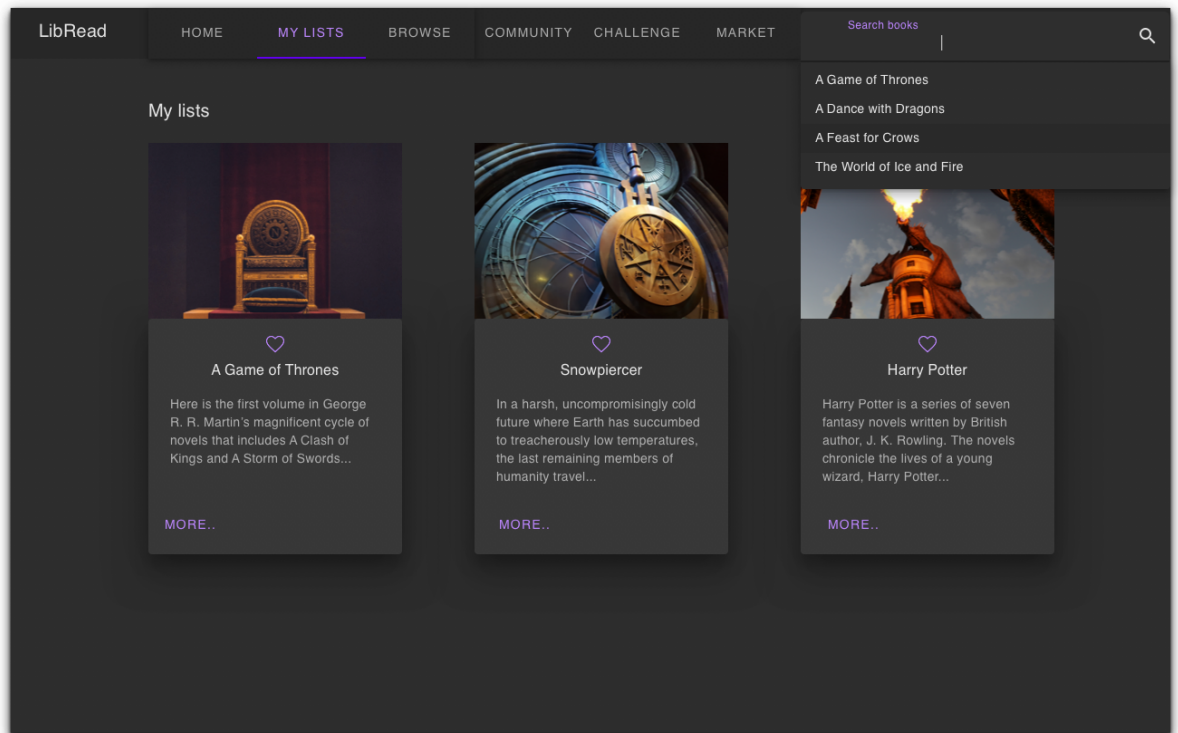 LibRead
HOME
MY LISTS
BROWSE
COMMUNITY
CHALLENGE
MARKET
Search books
A Game of Thrones
A Dance with Dragons
A Feast for Crows
The World of Ice and Fire
My lists
A Game of Thrones
Here is the first volume in George
R. R. Martin’s magnificent cycle of
novels that includes A Clash of
Kings and A Storm of Swords...
MORE..
Snowpiercer
In a harsh, uncompromisingly cold
future where Earth has succumbed
to treacherously low temperatures,
the last remaining members of
humanity travel...
MORE..
Harry Potter
Harry Potter is a series of seven
fantasy novels written by British
author, J. K. Rowling. The novels
chronicle the lives of a young
wizard, Harry Potter...
MORE..